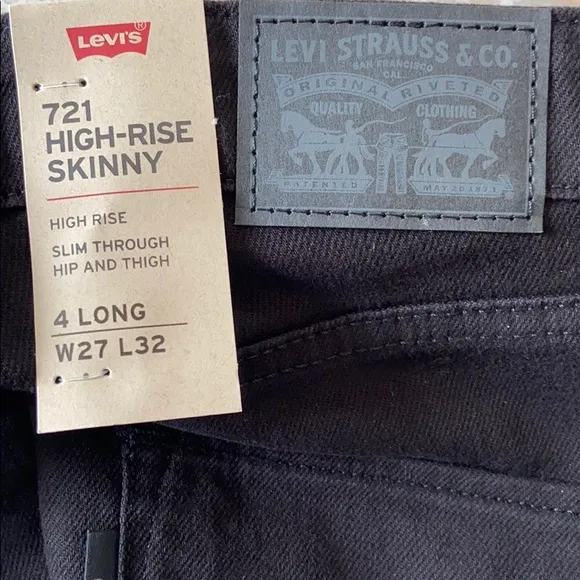 Levi's®
721
HIGH-RISE
SKINNY
HIGH RISE
SLIM THROUGH
HIP AND THIGH
4 LONG
W27 L32
LEVI STRAUSS & CO.
SAN FRANCISCO
CAL.
ORIGINAL RIVETED
QUALITY CLOTHING
PATENTED MAY 20 1873